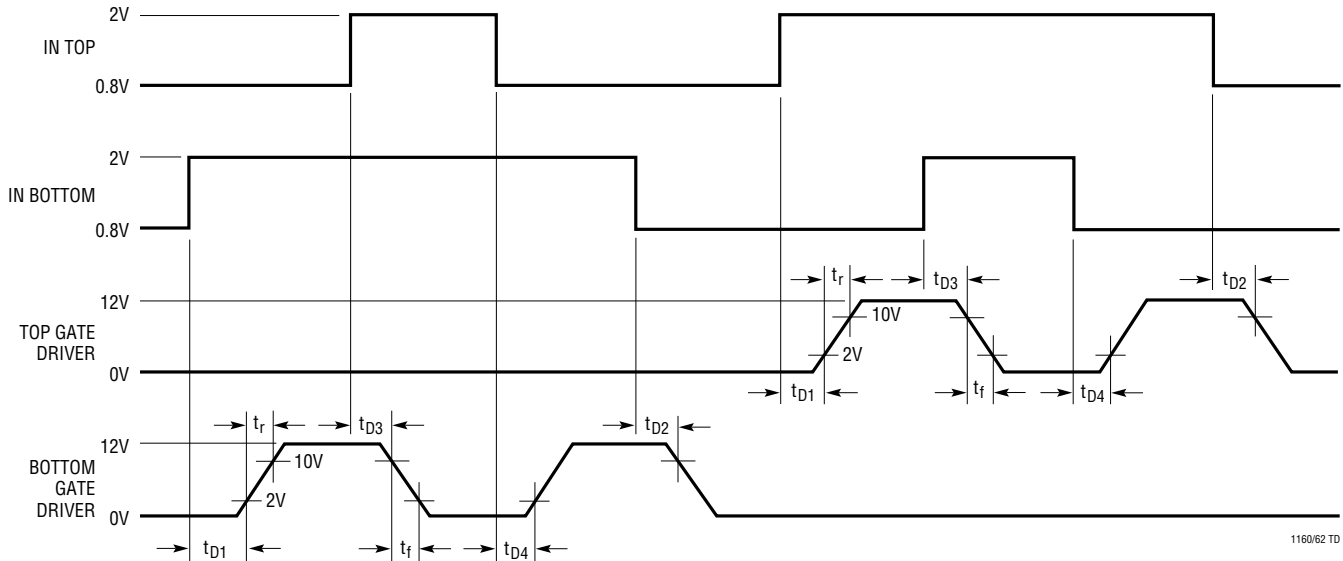 2V
IN TOP
0.8V
2V
IN BOTTOM
0.8V
tr
tD3
tD2
12V
10V
TOP GATE
DRIVER
2V
0V
tD1
tf
tD4
tr
tD3
tD2
12V
10V
BOTTOM
GATE
DRIVER
2V
0V
tD1
tf
tD4
1160/62 TD